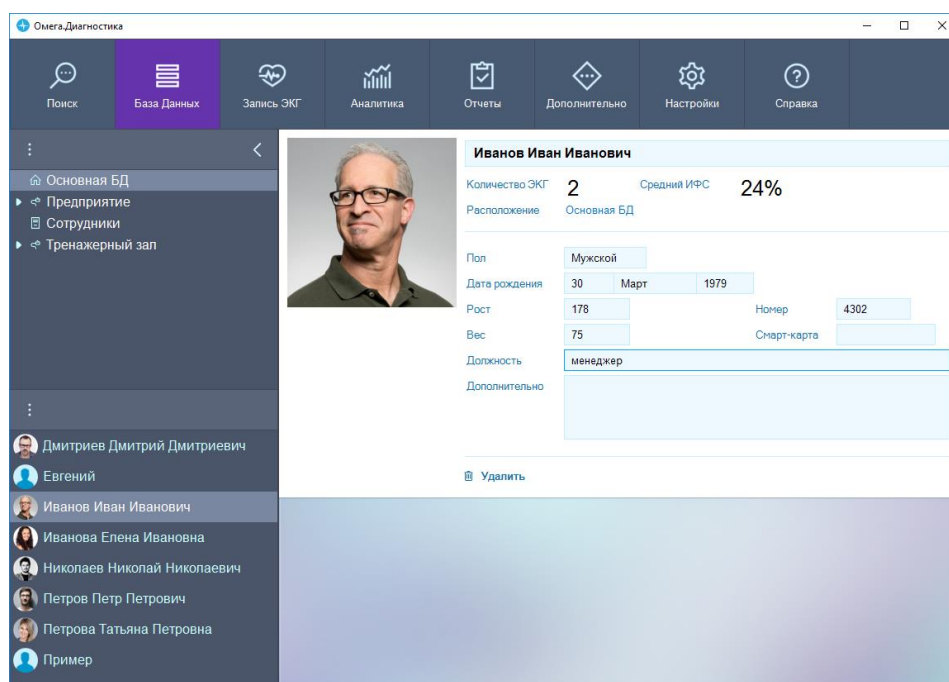 Омега.Диагностика
Поиск
База Данных
Запись ЭКГ
Аналитика
Отчеты
Дополнительно
Настройки
Справка
Основная БД
Предприятие
Сотрудники
Тренажерный зал
Иванов Иван Иванович
Количество ЭКГ 2 Средний ИФС 24%
Расположение Основная БД
Пол Мужской
Дата рождения 30 Март 1979
Рост 178 Номер 4302
Вес 75 Смарт-карта
Должность менеджер
Дополнительно
Удалить
Дмитриев Дмитрий Дмитриевич
Евгений
Иванов Иван Иванович
Иванова Елена Ивановна
Николаев Николай Николаевич
Петров Петр Петрович
Петрова Татьяна Петровна
Пример